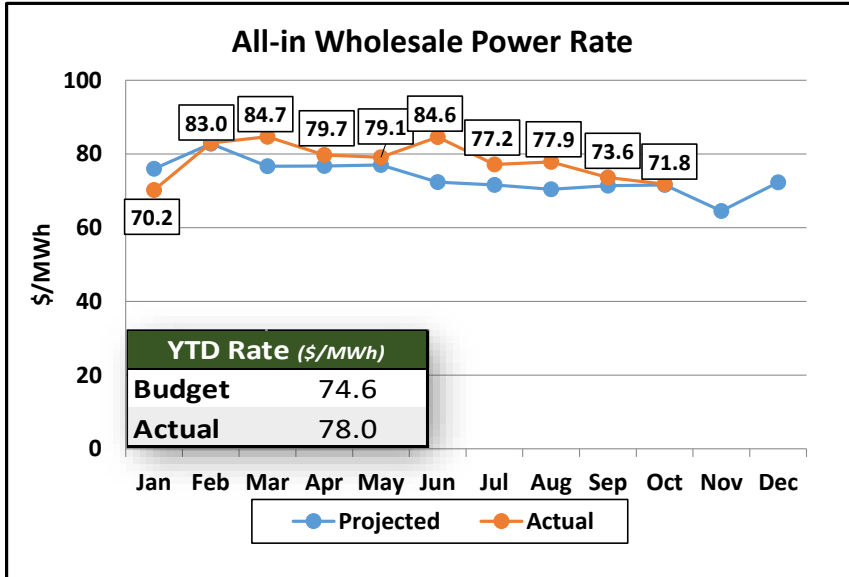 All-in Wholesale Power Rate
100
80
60
40
20
0
$/MWh
70.2
83.0
84.7
79.7
79.1
84.6
77.2
77.9
73.6
71.8
YTD Rate ($/MWh)
Budget 74.6
Actual 78.0
Jan Feb Mar Apr May Jun Jul Aug Sep Oct Nov Dec
Projected Actual